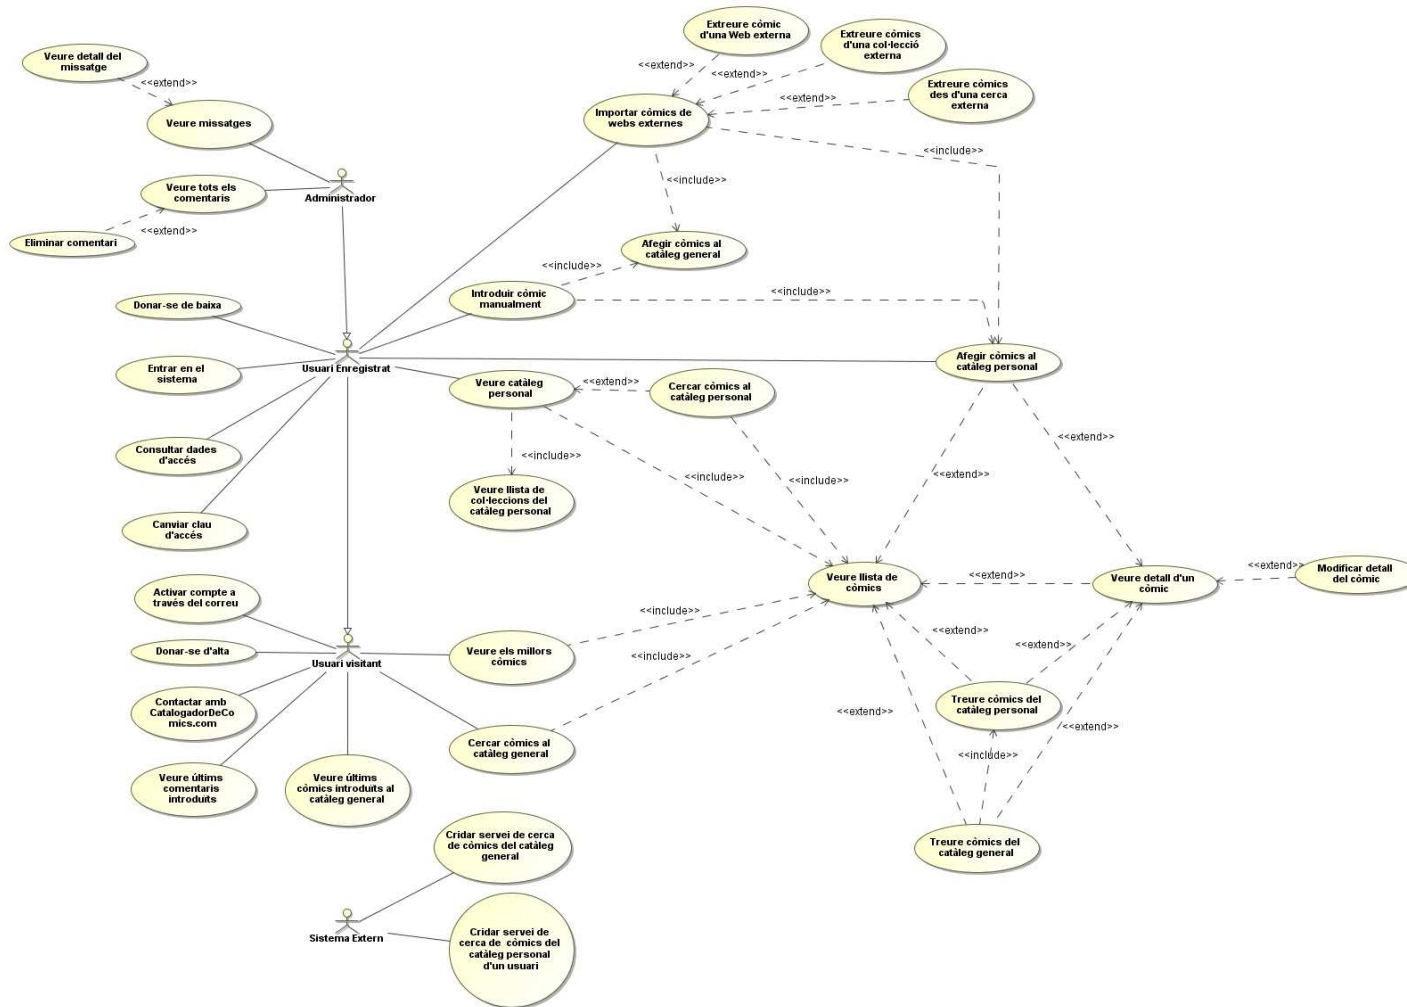 Extreure còmic
d'una Web externa
Extreure còmics
d'una col·lecció
externa
Veure detall del
missatge
<<extend>>
<<extend>>
<<extend>>
Extreure còmics
des d'una cerca
externa
<<extend>>
Importar còmics de
webs externes
Veure missatges
<<include>>
Veure tots els
comentaris
Administrador
<<include>>
<<extend>>
Eliminar comentari
Afegir còmics al
catàleg general
<<include>>
Introduir còmic
manualment
<<include>>
Donar-se de baixa
Entrar en el
sistema
Usuari Enregistrat
Afegir còmics al
catàleg personal
Veure catàleg
personal
<<extend>>
Cercar còmics al
catàleg personal
<<extend>>
Consultar dades
d'accés
<<include>>
<<extend>>
<<include>>
<<include>>
Veure llista de
col·leccions del
catàleg personal
Canviar clau
d'accés
Veure llista de
còmics
<<extend>>
Veure detall d'un
còmic
<<extend>>
Modificar detall
del còmic
Activar compte a
través del correu
<<include>>
<<extend>>
<<extend>>
Donar-se d'alta
Usuari visitant
Veure els millors
còmics
<<include>>
Contactar amb
CatalogadorDeCo
mics.com
Treure còmics del
catàleg personal
<<extend>>
<<extend>>
Cercar còmics al
catàleg general
<<include>>
Veure últims
comentaris
introduïts
Veure últims
còmics introduïts al
catàleg general
Cridar servei de cerca
de còmics del catàleg
general
Treure còmics del
catàleg general
Sistema Extern
Cridar servei de
cerca de còmics del
catàleg personal
d'un usuari